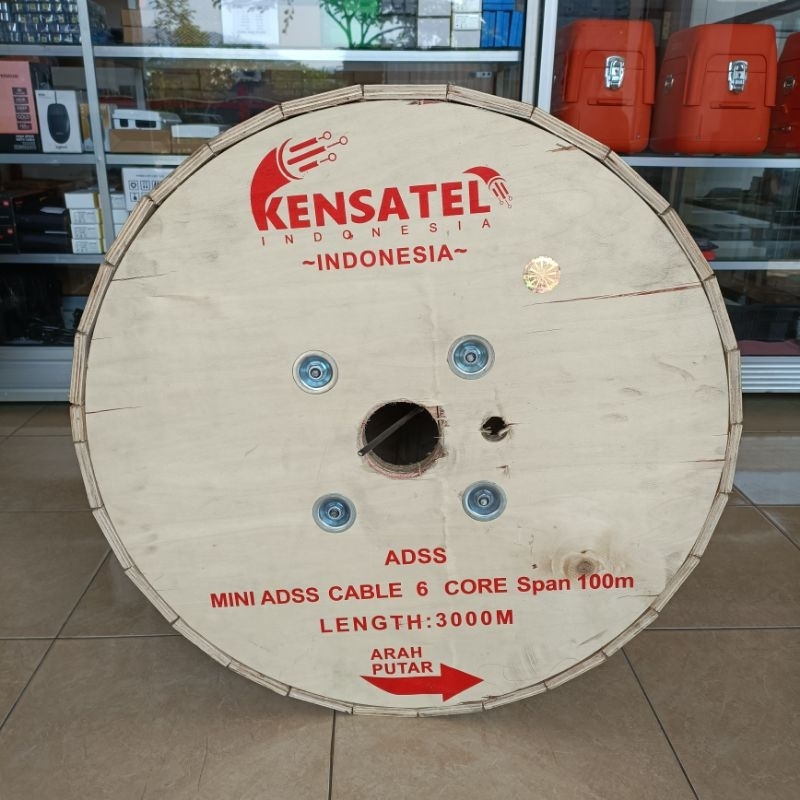 KENSATEL
INDONESIA
~INDONESIA~
ADSS
MINI ADSS CABLE 6 CORE Span 100m
LENGTH:3000M
ARAH
PUTAR